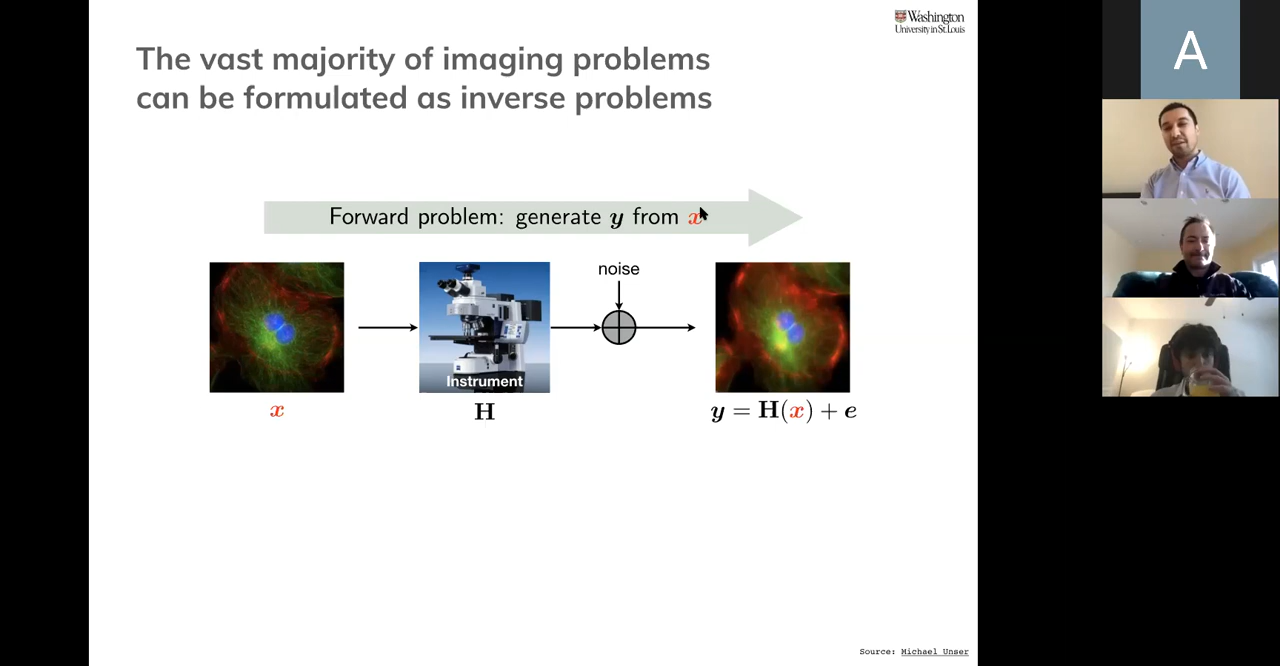 Washington
University in St. Louis
The vast majority of imaging problems
can be formulated as inverse problems
Forward problem: generate y from x
noise
Instrument
x
H
y = H(x) + e
Source: Michael Unser
A